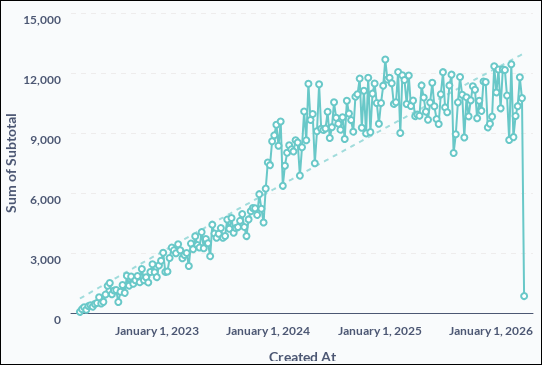 15,000
12,000
9,000
6,000
3,000
0
Sum of Subtotal
January 1, 2023
January 1, 2024
January 1, 2025
January 1, 2026
Created At